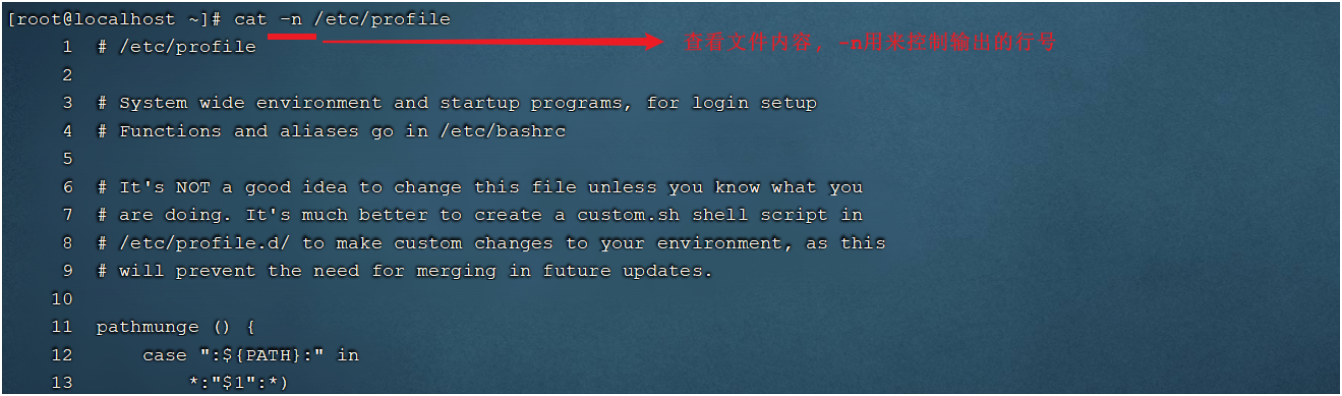 [root@localhost ~]# cat -n /etc/profile
1 # /etc/profile
查看文件内容, -n用来控制输出的行号
2
3 # System wide environment and startup programs, for login setup
4 # Functions and aliases go in /etc/bashrc
5
6 # It's NOT a good idea to change this file unless you know what you
7 # are doing. It's much better to create a custom.sh shell script in
8 # /etc/profile.d/ to make custom changes to your environment, as this
9 # will prevent the need for merging in future updates.
10
11 pathmunge () {
12     case ":${PATH}:" in
13         *:"$1":*)